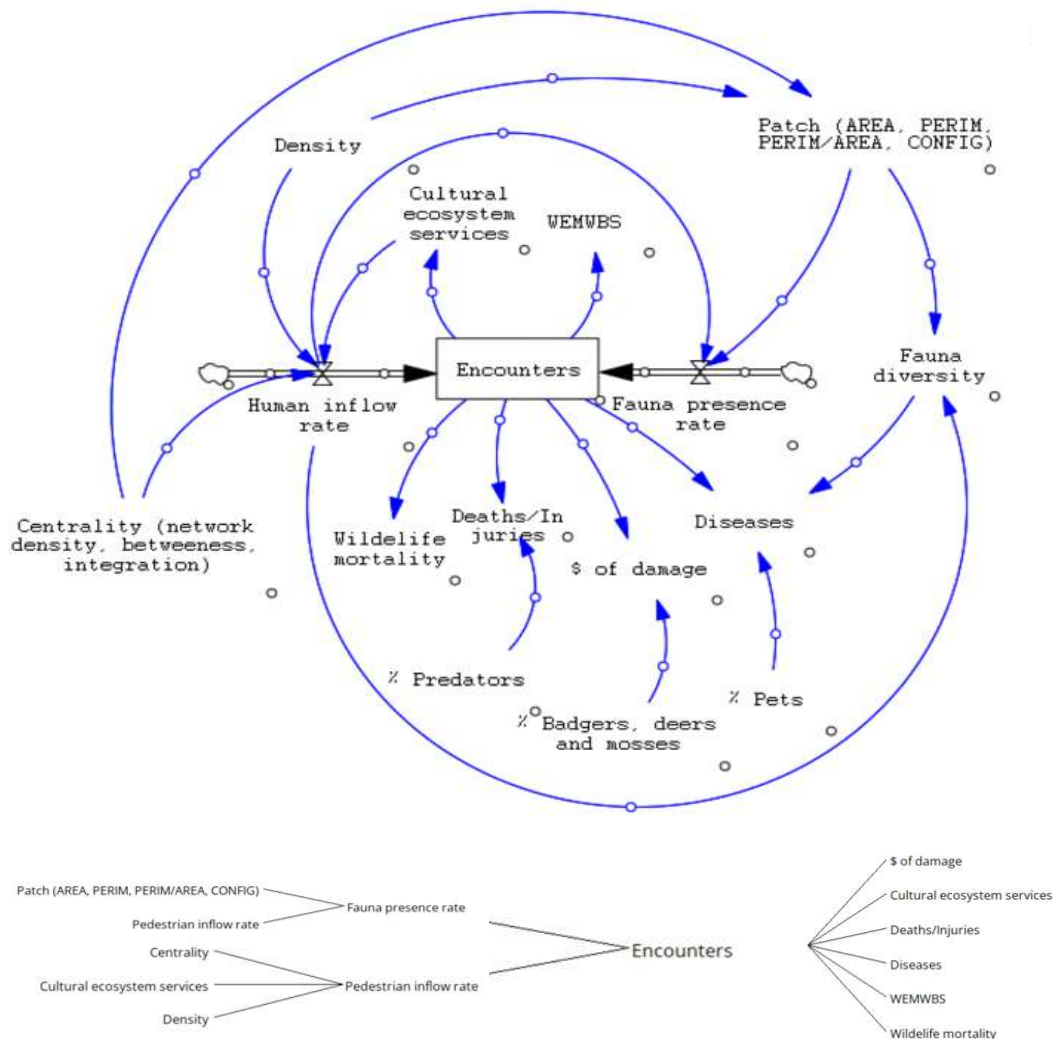 Density
Patch (AREA, PERIM,
PERIM/AREA, CONFIG)
Cultural
ecosystem
services
WEMWBS
Encounters
Human inflow
rate
Fauna presence
rate
Fauna
diversity
Centrality (network
density, betweeness,
integration)
Wildelife
mortality
Deaths/In
juries
$ of damage
Diseases
% Predators
% Badgers, deers
and mosses
% Pets
Patch (AREA, PERIM, PERIM/AREA, CONFIG)
Fauna presence rate
Pedestrian inflow rate
Centrality
Cultural ecosystem services
Pedestrian inflow rate
Density
Encounters
$ of damage
Cultural ecosystem services
Deaths/Injuries
Diseases
WEMWBS
Wildelife mortality